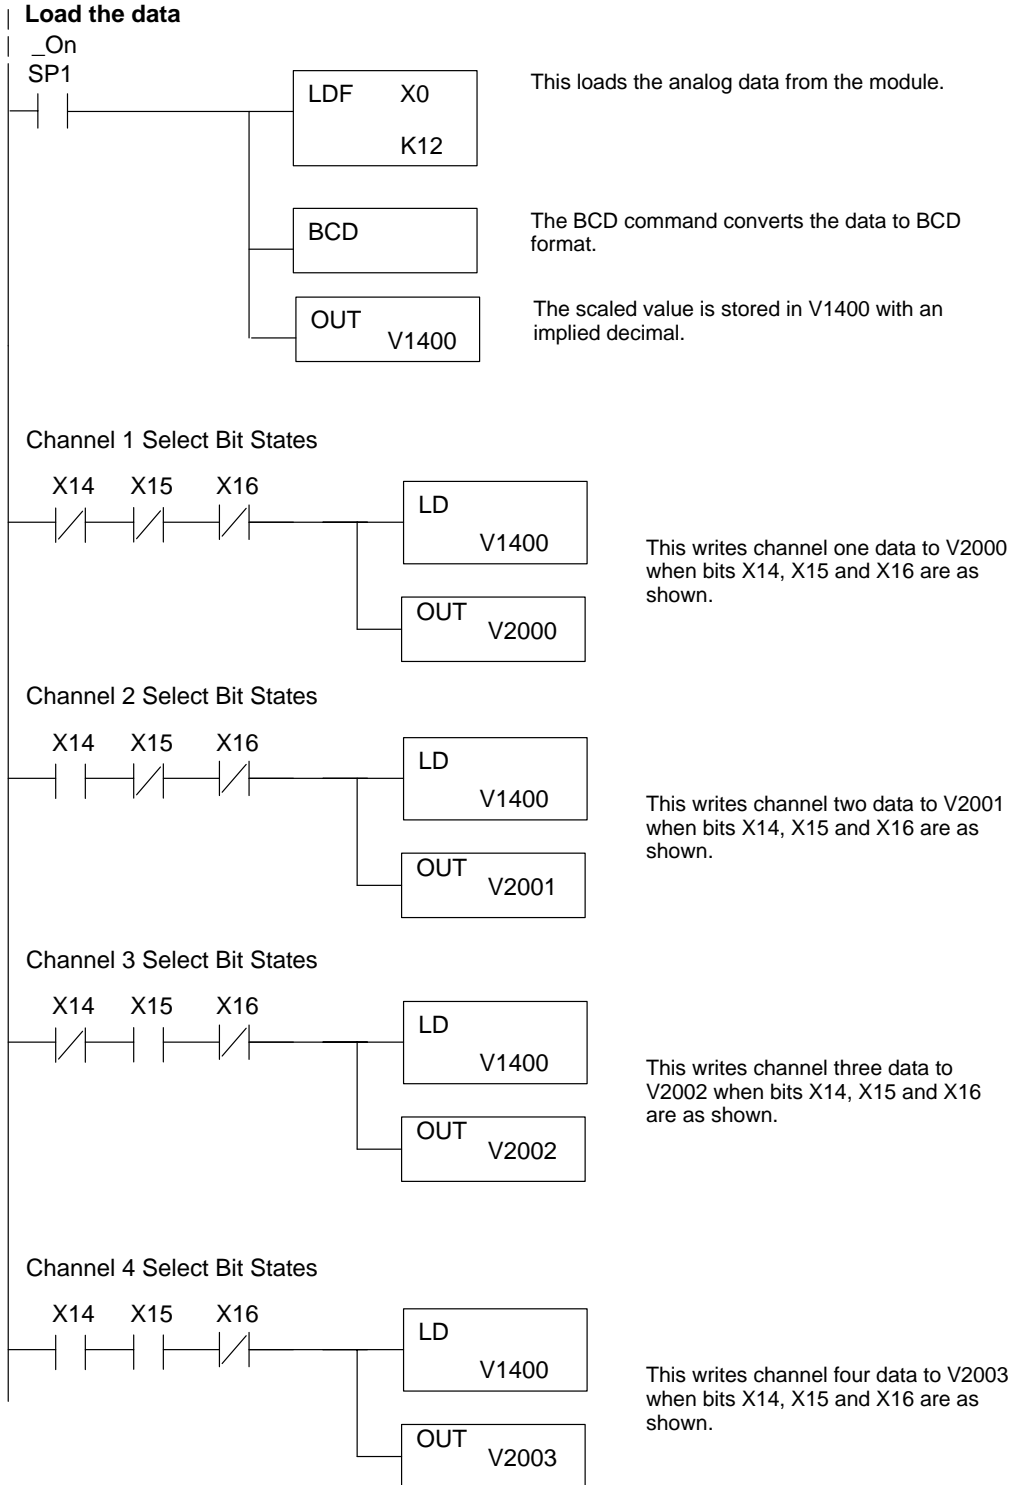 Load the data
_On
SP1
LDF X0
K12
This loads the analog data from the module.
BCD
The BCD command converts the data to BCD
format.
OUT
V1400
The scaled value is stored in V1400 with an
implied decimal.
Channel 1 Select Bit States
X14 X15 X16
LD
V1400
OUT
V2000
This writes channel one data to V2000
when bits X14, X15 and X16 are as
shown.
Channel 2 Select Bit States
X14 X15 X16
LD
V1400
OUT
V2001
This writes channel two data to V2001
when bits X14, X15 and X16 are as
shown.
Channel 3 Select Bit States
X14 X15 X16
LD
V1400
OUT
V2002
This writes channel three data to
V2002 when bits X14, X15 and X16
are as shown.
Channel 4 Select Bit States
X14 X15 X16
LD
V1400
OUT
V2003
This writes channel four data to V2003
when bits X14, X15 and X16 are as
shown.